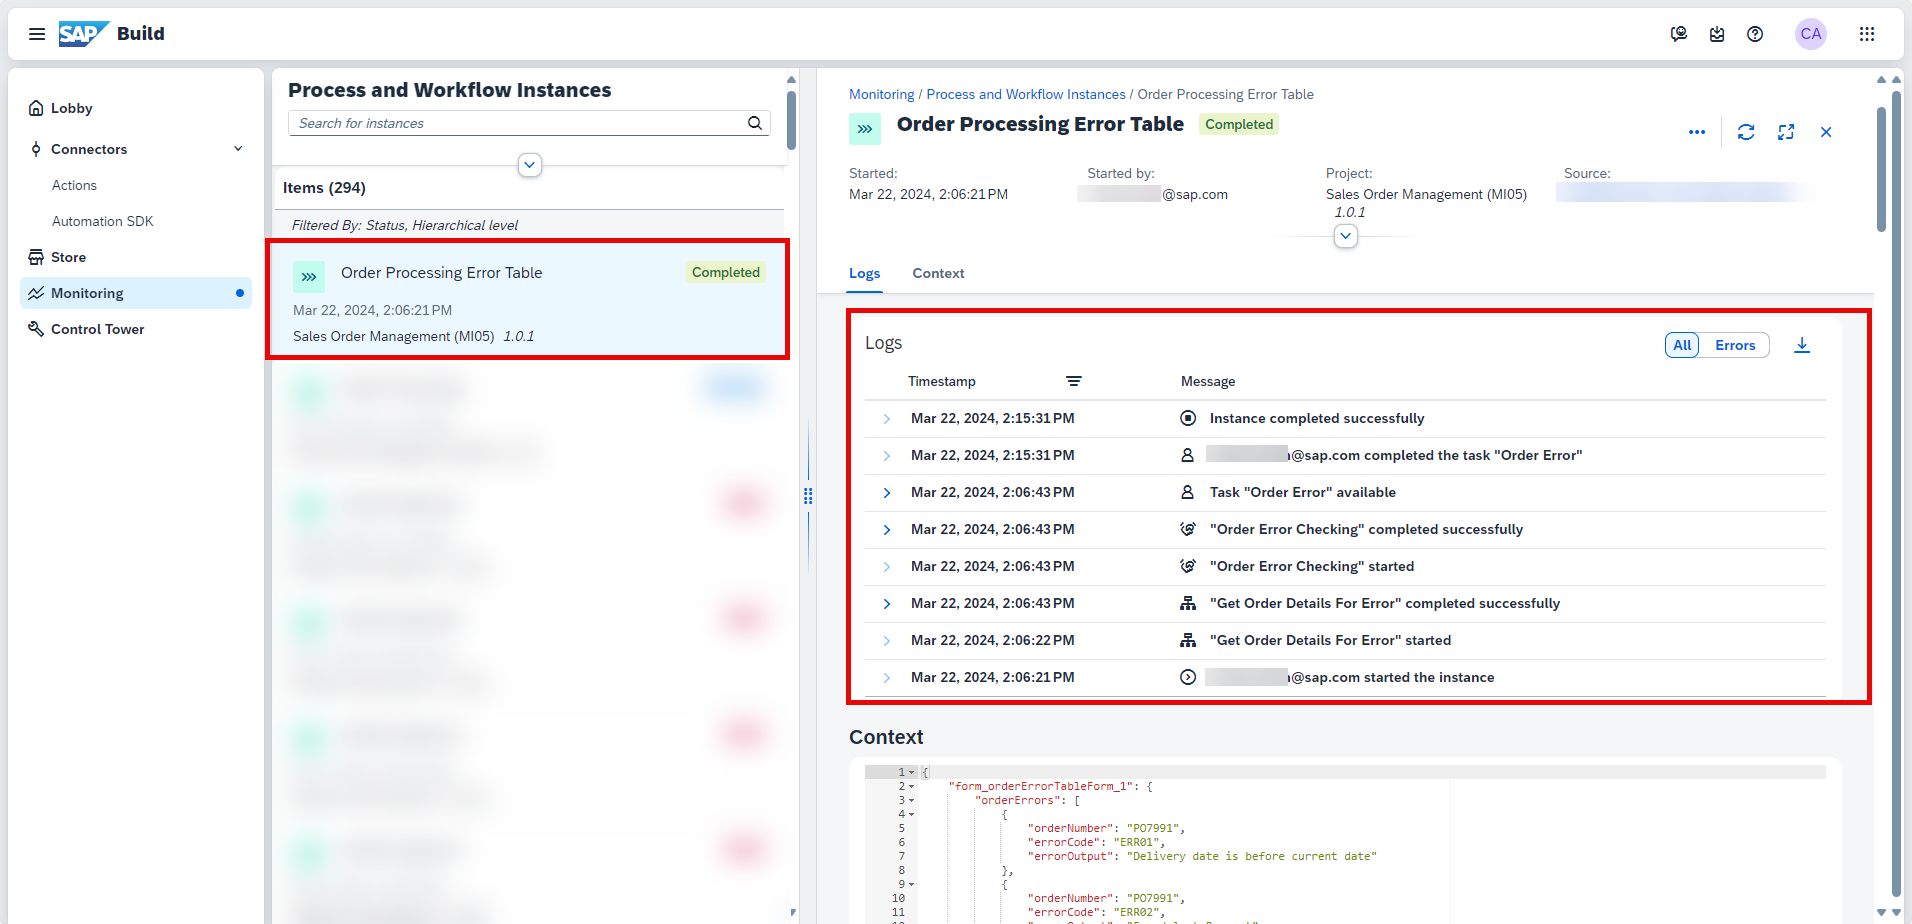 SAP Build
CA
Lobby
Connectors
Actions
Automation SDK
Store
Monitoring
Control Tower
Process and Workflow Instances
Search for instances
Items (294)
Filtered By: Status, Hierarchical level
Order Processing Error Table
Completed
Mar 22, 2024, 2:06:21 PM
Sales Order Management (MI05) 1.0.1
Monitoring / Process and Workflow Instances / Order Processing Error Table
Order Processing Error Table
Completed
Started:
Mar 22, 2024, 2:06:21 PM
Started by:
@sap.com
Project:
Sales Order Management (MI05)
1.0.1
Source:
Logs
Context
Logs
All
Errors
Timestamp
Message
Mar 22, 2024, 2:15:31 PM Instance completed successfully
Mar 22, 2024, 2:15:31 PM @sap.com completed the task "Order Error"
Mar 22, 2024, 2:06:43 PM Task "Order Error" available
Mar 22, 2024, 2:06:43 PM "Order Error Checking" completed successfully
Mar 22, 2024, 2:06:43 PM "Order Error Checking" started
Mar 22, 2024, 2:06:43 PM "Get Order Details For Error" completed successfully
Mar 22, 2024, 2:06:22 PM "Get Order Details For Error" started
Mar 22, 2024, 2:06:21 PM @sap.com started the instance
Context
1 {
2 "form_orderErrorTableForm_1": {
3 "orderErrors": [
4 {
5 "orderNumber": "PO7991",
6 "errorCode": "ERR01",
7 "errorOutput": "Delivery date is before current date"
8 },
9 {
10 "orderNumber": "PO7991",
11 "errorCode": "ERR02",